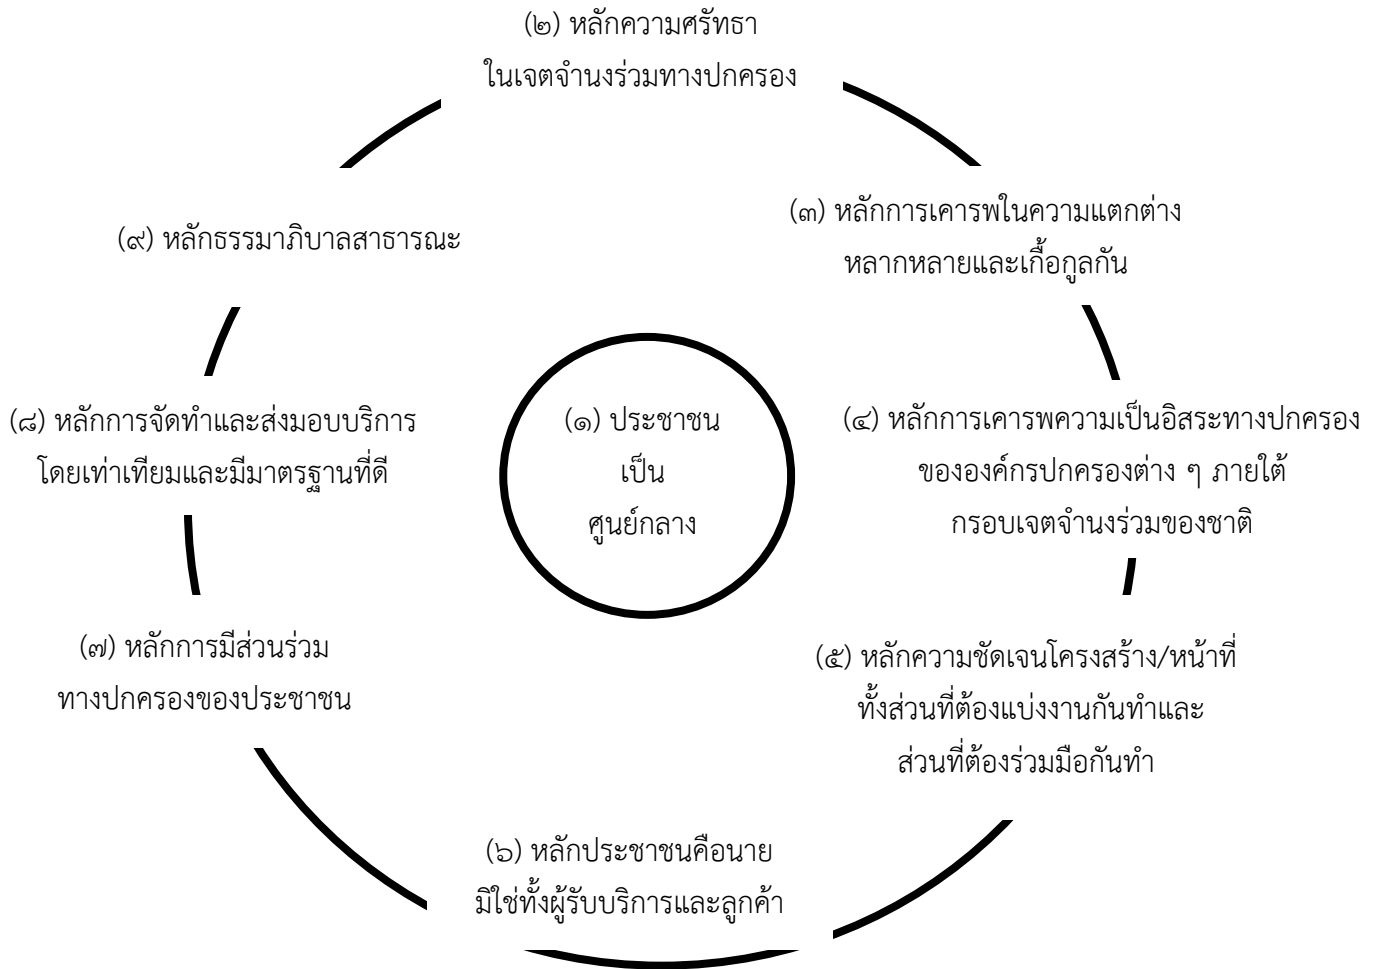 (๒) หลักความศรัทธา
ในเจตจำนงร่วมทางปกครอง
(๓) หลักการเคารพในความแตกต่าง
หลากหลายและเกื้อกูลกัน
(๙) หลักธรรมาภิบาลสาธารณะ
(๘) หลักการจัดทำและส่งมอบบริการ
โดยเท่าเทียมและมีมาตรฐานที่ดี
(๑) ประชาชน
เป็น
ศูนย์กลาง
(๔) หลักการเคารพความเป็นอิสระทางปกครอง
ขององค์กรปกครองต่าง ๆ ภายใต้
กรอบเจตจำนงร่วมของชาติ
(๗) หลักการมีส่วนร่วม
ทางปกครองของประชาชน
(๕) หลักความชัดเจนโครงสร้าง/หน้าที่
ทั้งส่วนที่ต้องแบ่งงานกันทำและ
ส่วนที่ต้องร่วมมือกันทำ
(๖) หลักประชาชนคือนาย
มิใช่ทั้งผู้รับบริการและลูกค้า